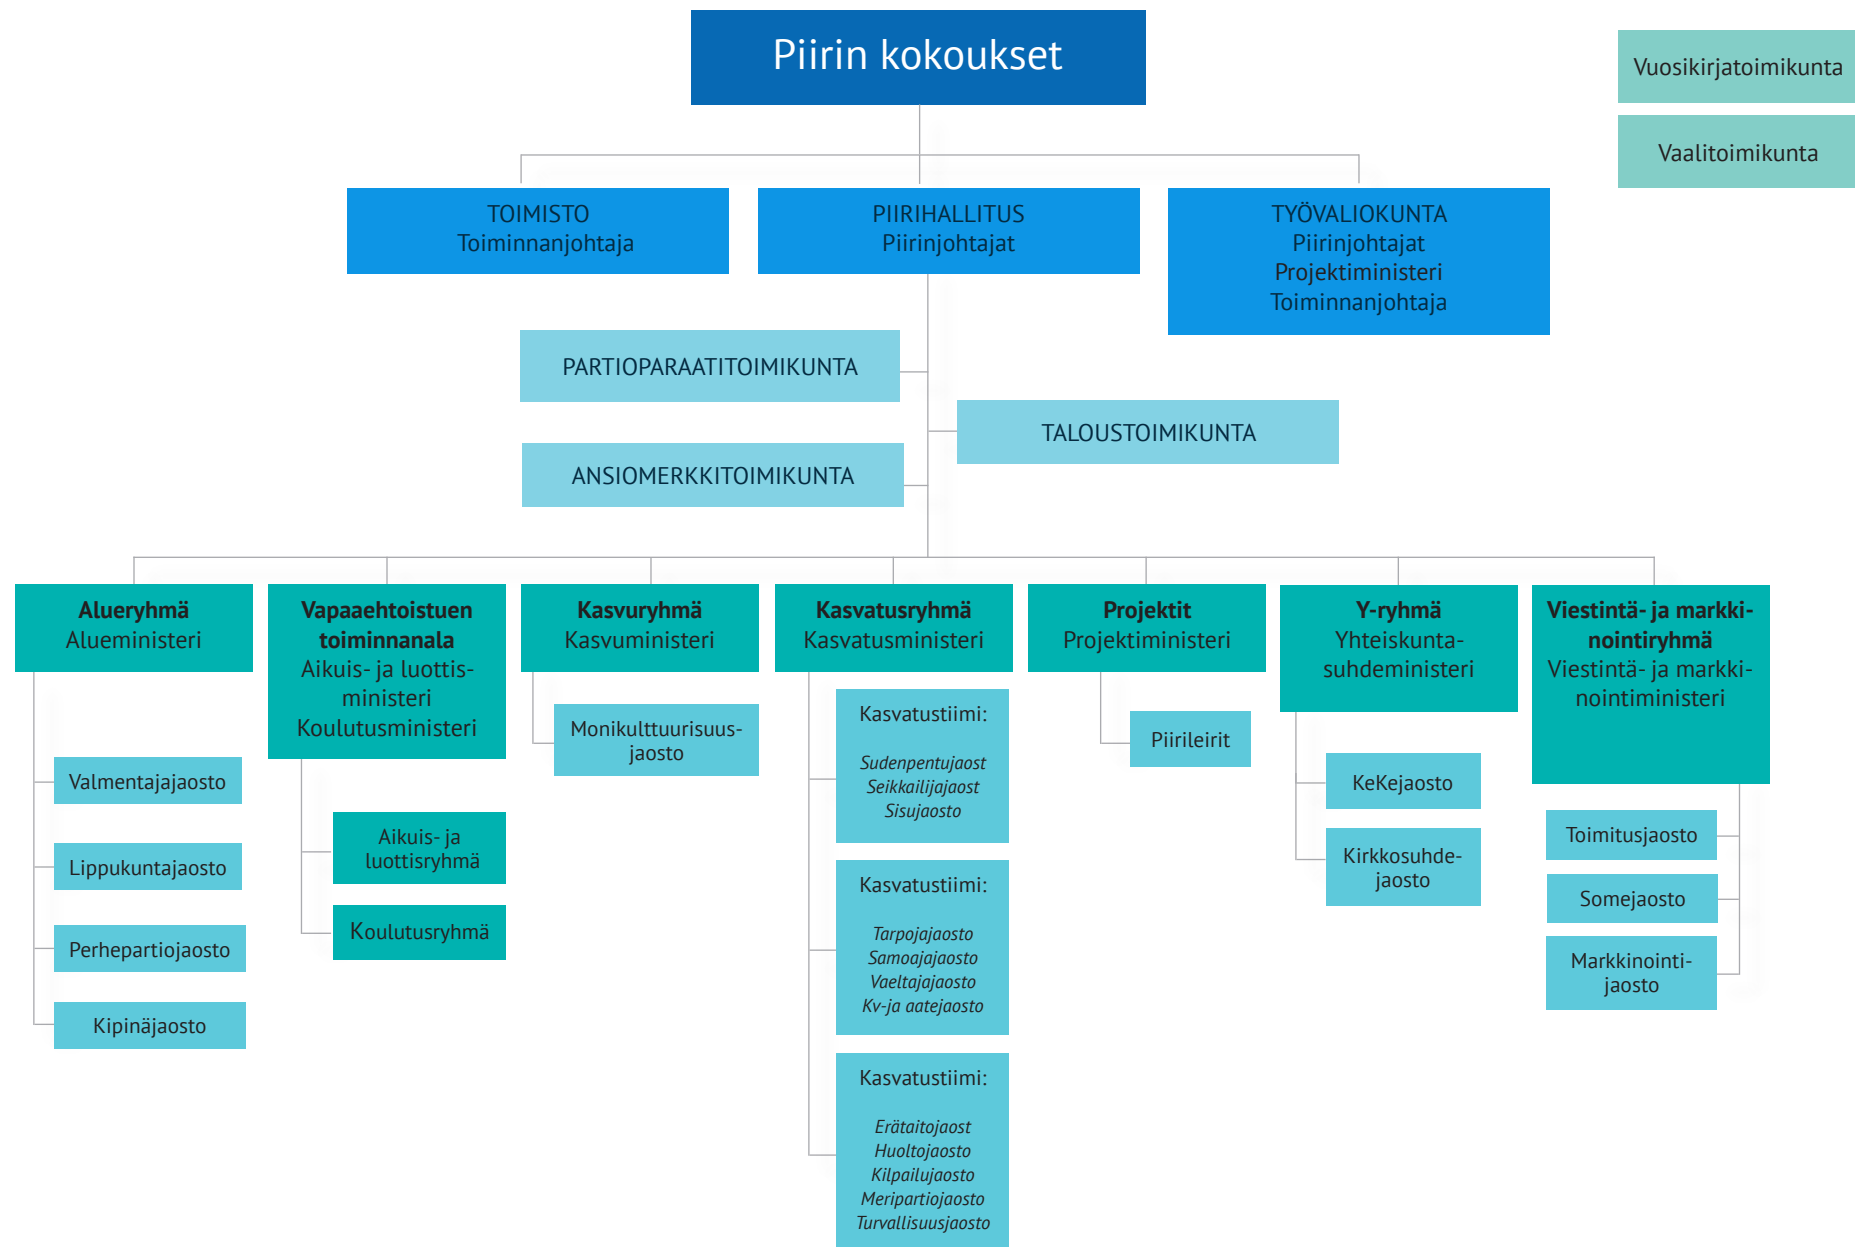 Piirin kokoukset
Vuosikirjatoimikunta
Vaalitoimikunta
TOIMISTO
Toiminnanjohtaja
PIIRIHALLITUS
Piirinjohtajat
TYÖVALIOKUNTA
Piirinjohtajat
Projektiministeri
Toiminnanjohtaja
PARTIOPARAATITOIMIKUNTA
TALOUSTOIMIKUNTA
ANSIOMERKKITOIMIKUNTA
Alueryhmä
Alueministeri
Valmentajajaosto
Lippukuntajaosto
Perhepartiojaosto
Kipinäjaosto
Vapaaehtoistuen
toiminnanala
Aikuis- ja luottis-
ministeri
Koulutusministeri
Aikuis- ja
luottisryhmä
Koulutusryhmä
Kasvuryhmä
Kasvuministeri
Monikulttuurisuus-
jaosto
Kasvatusryhmä
Kasvatusministeri
Kasvatustiimi:
Sudenpentujaost
Seikkailijajaost
Sisujaosto
Kasvatustiimi:
Tarpojajaosto
Samoajajaosto
Vaeltajajaosto
Kv-ja aatejaosto
Kasvatustiimi:
Erätaitojaost
Huoltojaosto
Kilpailujaosto
Meripartiojaosto
Turvallisuusjaosto
Projektit
Projektiministeri
Piirileirit
Y-ryhmä
Yhteiskunta-
suhdeministeri
KeKejaosto
Kirkkosuhde-
jaosto
Viestintä- ja markki-
nointiryhmä
Viestintä- ja markki-
nointiministeri
Toimitusjaosto
Somejaosto
Markkinointi-
jaosto